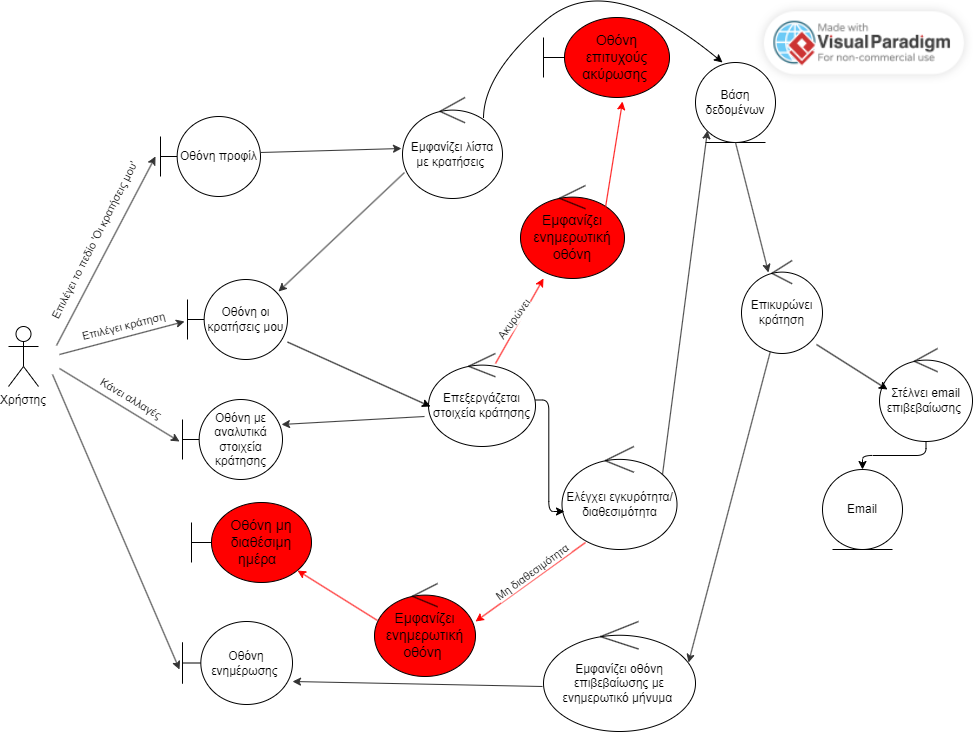 Made with
VisualParadigm
For non-commercial use
Οθόνη
επιτυχούς
ακύρωσης
Βάση
δεδομένων
Οθόνη προφίλ
Εμφανίζει λίστα
με κρατήσεις
Επιλέγει το πεδίο 'Οι κρατήσεις μου'
Εμφανίζει
ενημερωτική
οθόνη
Οθόνη οι
κρατήσεις μου
Επιλέγει κράτηση
Ακυρώνει
Επικυρώνει
κράτηση
Χρήστης
Κάνει αλλαγές
Επεξεργάζεται
στοιχεία κράτησης
Στέλνει email
επιβεβαίωσης
Οθόνη με
αναλυτικά
στοιχεία
κράτησης
Ελέγχει εγκυρότητα/
διαθεσιμότητα
Email
Οθόνη μη
διαθέσιμη
ημέρα
Μη διαθεσιμότητα
Εμφανίζει
ενημερωτική
οθόνη
Οθόνη
ενημέρωσης
Εμφανίζει οθόνη
επιβεβαίωσης με
ενημερωτικό μήνυμα